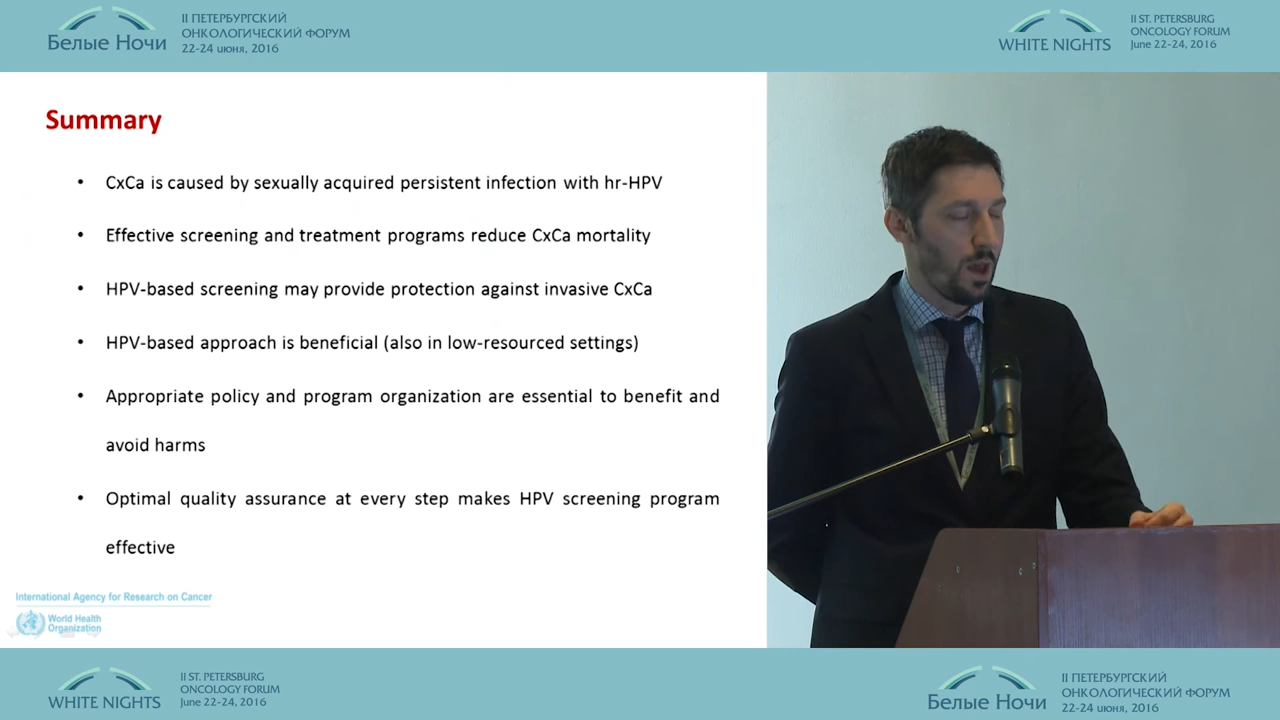 Белые Ночи
II ПЕТЕРБУРГСКИЙ
ОНКОЛОГИЧЕСКИЙ ФОРУМ
22-24 июня, 2016
WHITE NIGHTS
II ST. PETERSBURG
ONCOLOGY FORUM
June 22-24, 2016
Summary
• CxCa is caused by sexually acquired persistent infection with hr-HPV
• Effective screening and treatment programs reduce CxCa mortality
• HPV-based screening may provide protection against invasive CxCa
• HPV-based approach is beneficial (also in low-resourced settings)
• Appropriate policy and program organization are essential to benefit and
avoid harms
• Optimal quality assurance at every step makes HPV screening program
effective
International Agency for Research on Cancer
World Health
Organization
WHITE NIGHTS
II ST. PETERSBURG
ONCOLOGY FORUM
June 22-24, 2016
Белые Ночи
II ПЕТЕРБУРГСКИЙ
ОНКОЛОГИЧЕСКИЙ ФОРУМ
22-24 июня, 2016